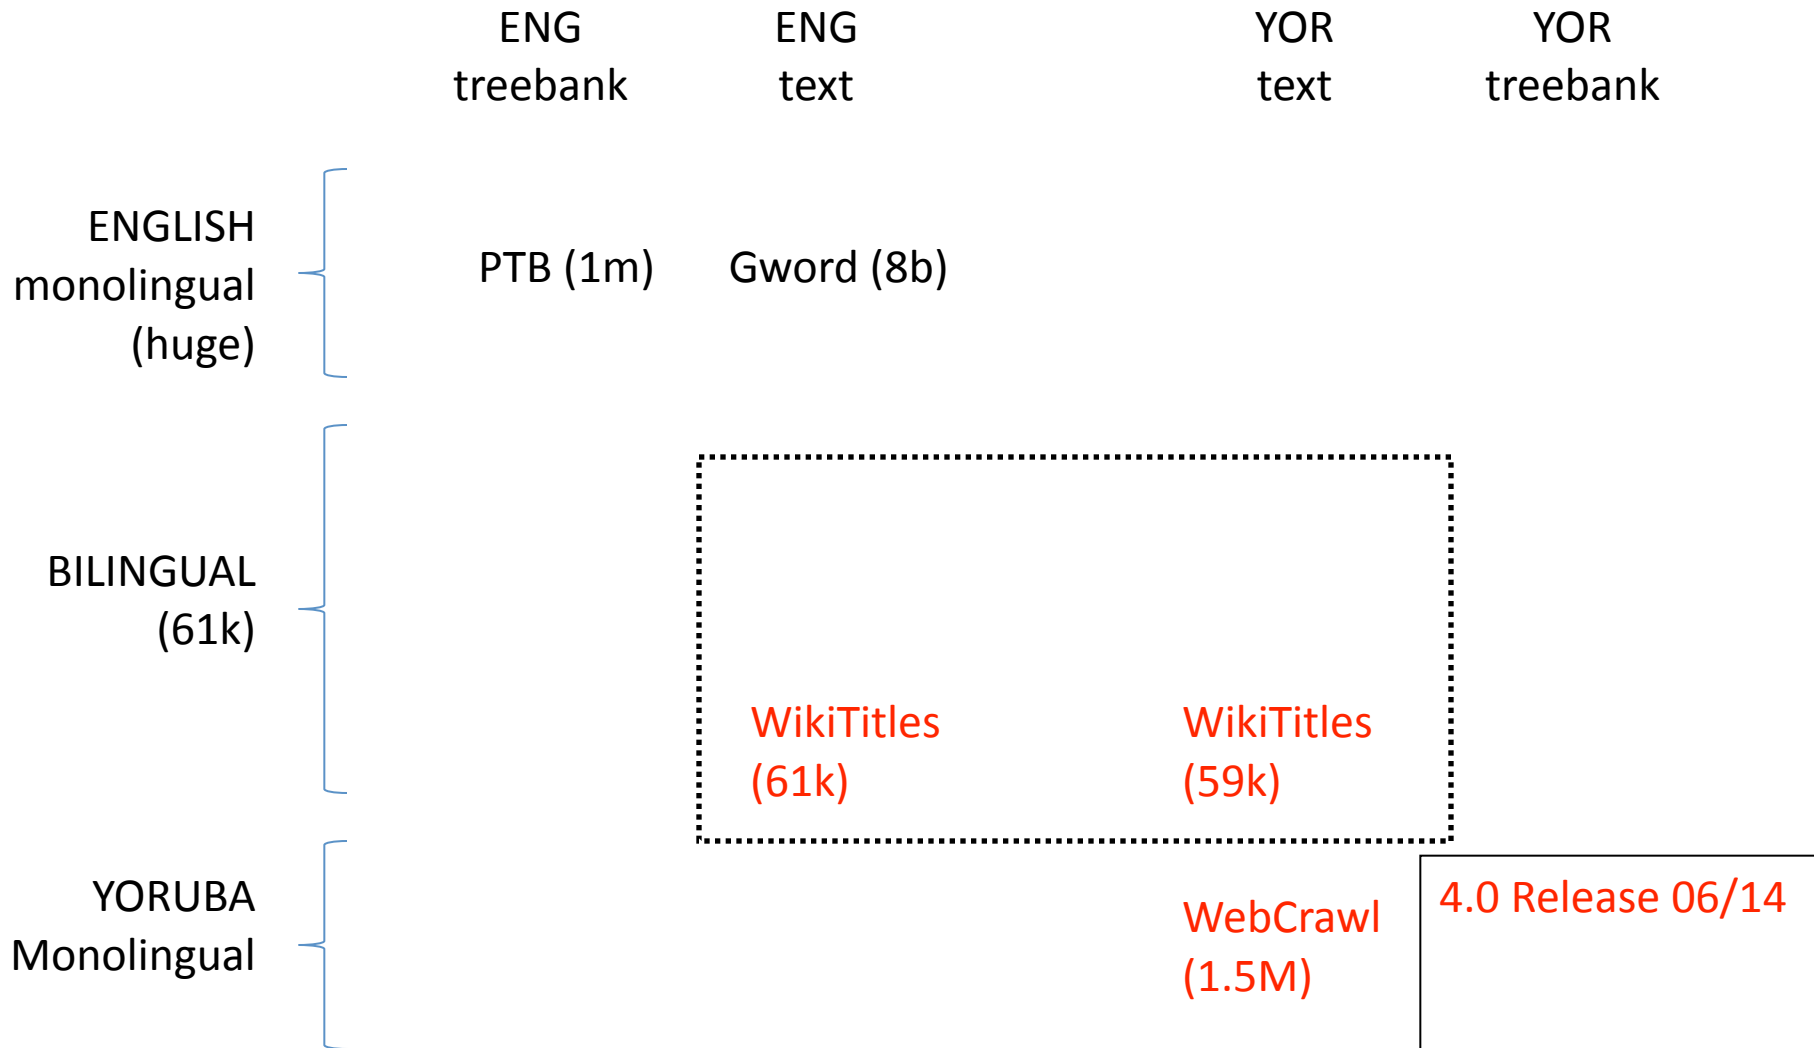 ENG
treebank
ENG
text
YOR
text
YOR
treebank
ENGLISH
monolingual
(huge)
PTB (1m)
Gword (8b)
BILINGUAL
(61k)
WikiTitles
(61k)
WikiTitles
(59k)
YORUBA
Monolingual
WebCrawl
(1.5M)
4.0 Release 06/14